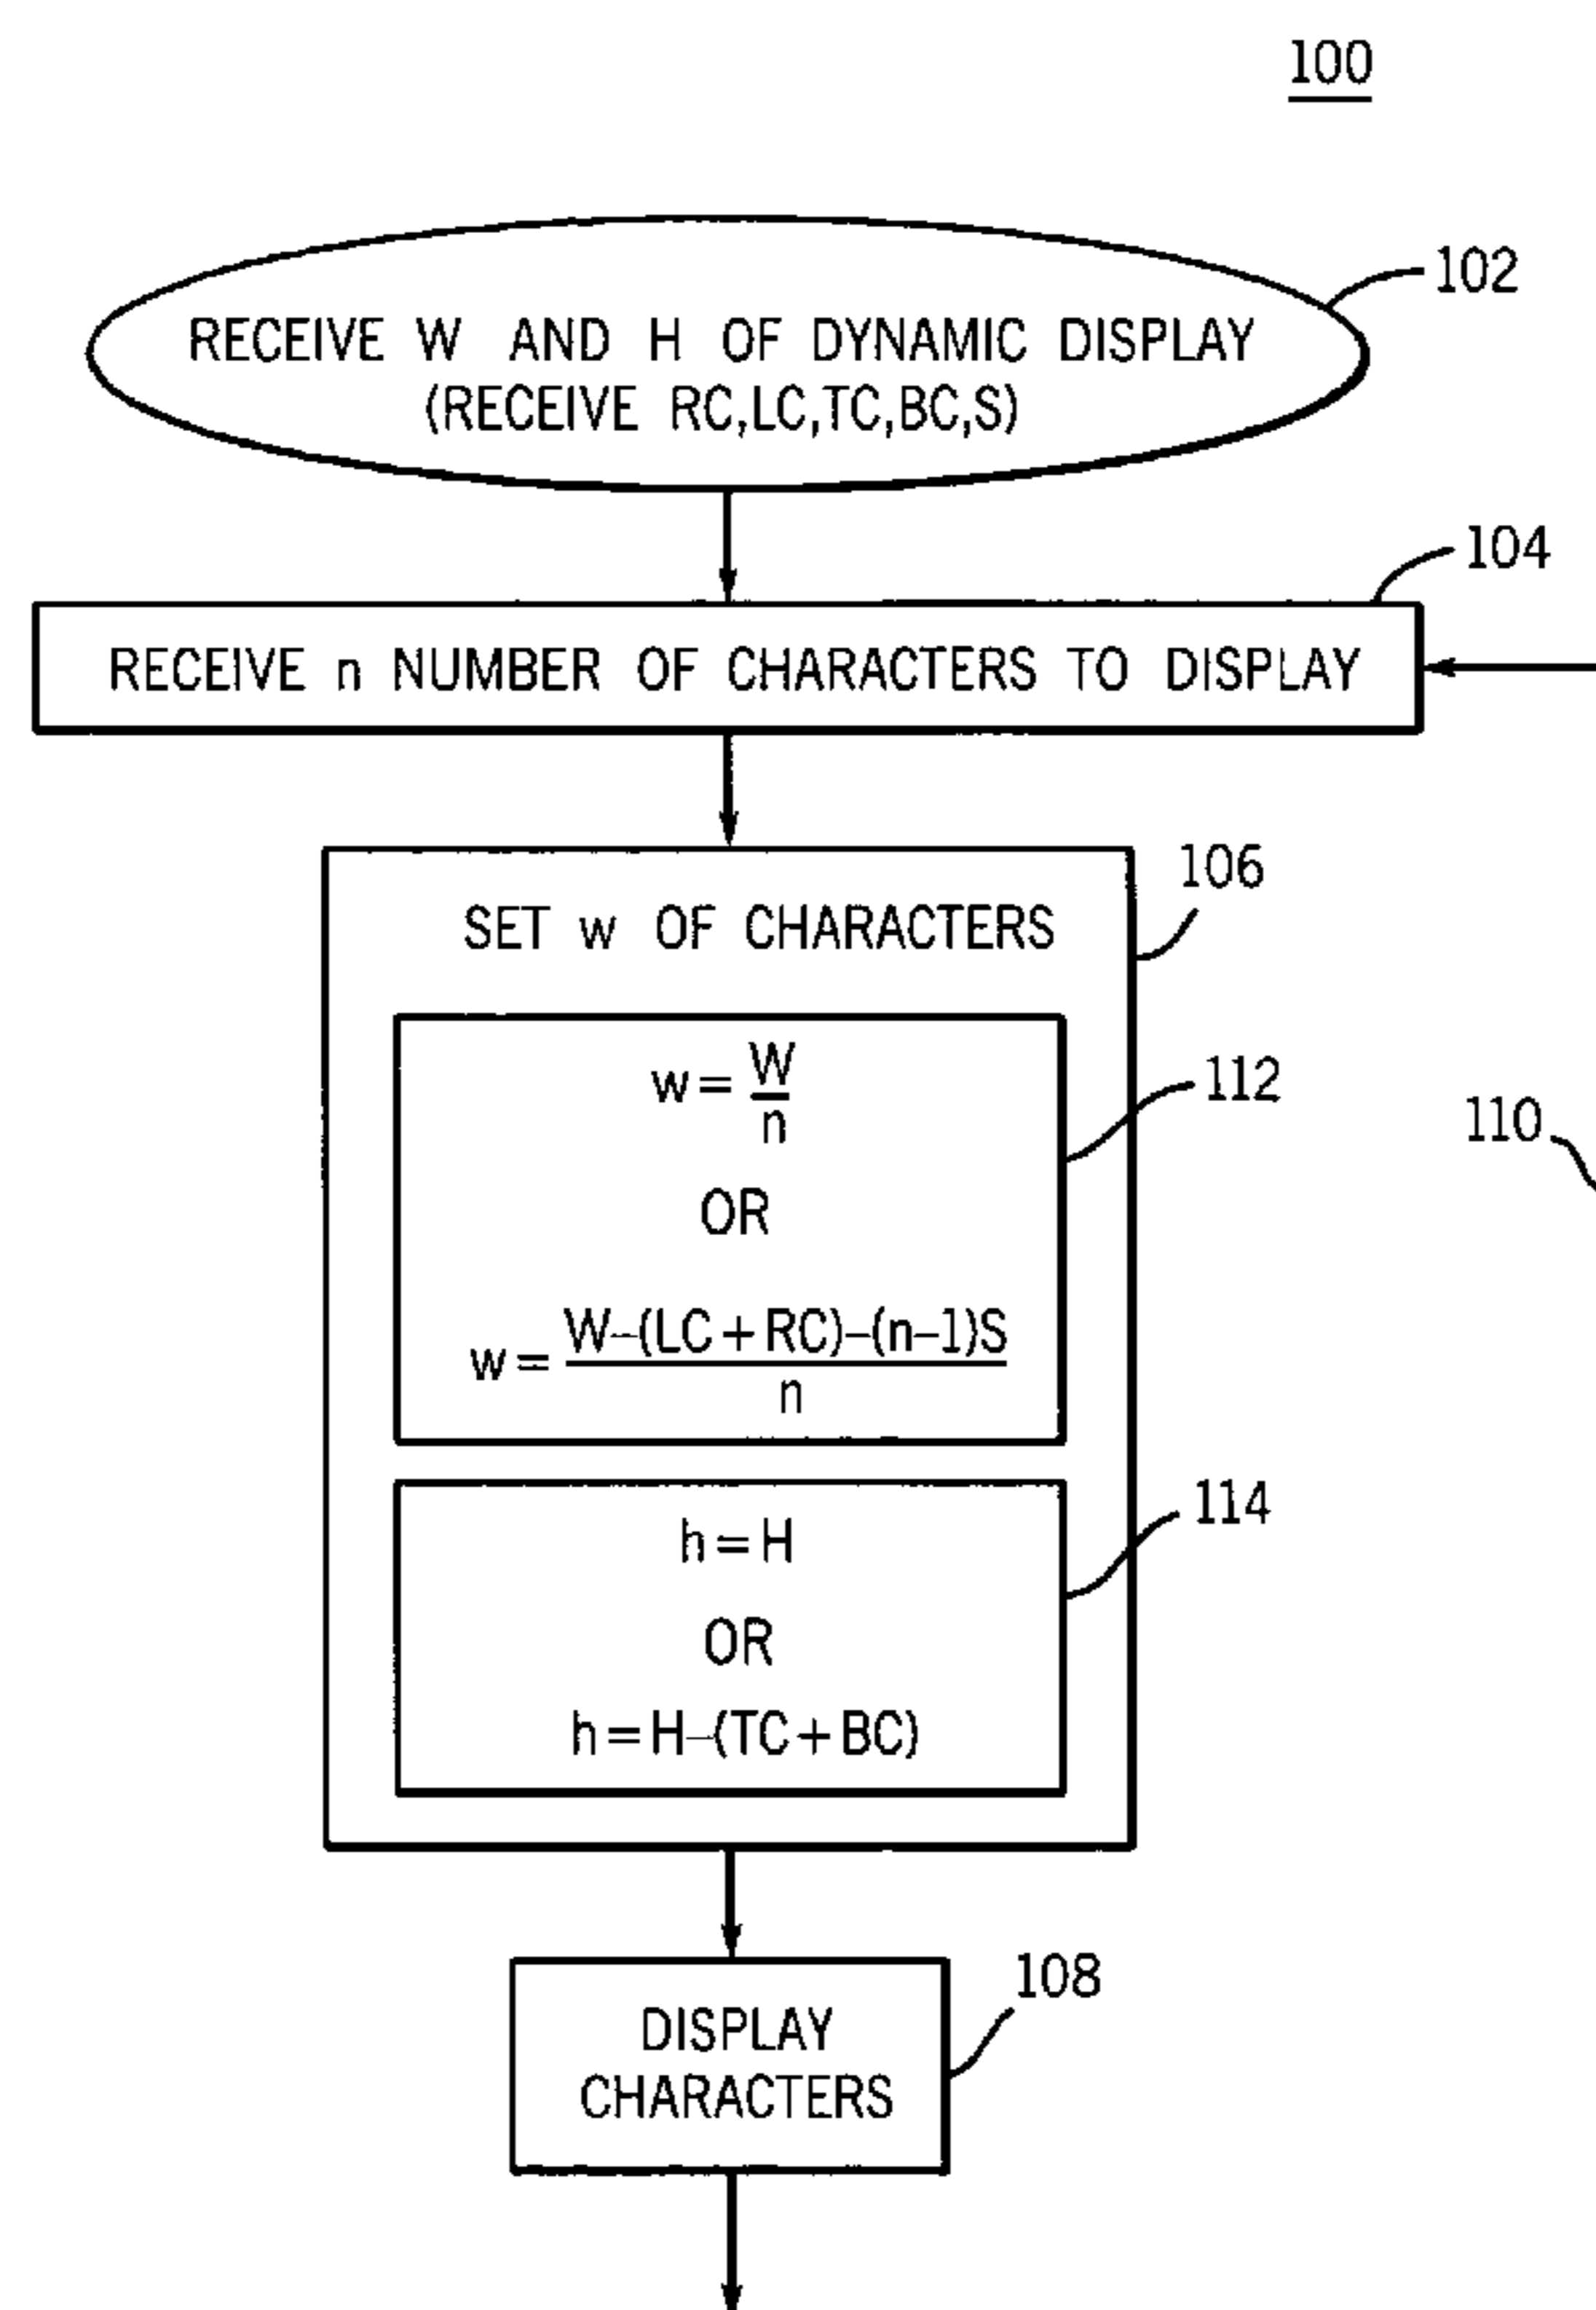 100
102
RECEIVE W AND H OF DYNAMIC DISPLAY
(RECEIVE RC,LC,TC,BC,S)
104
RECEIVE n NUMBER OF CHARACTERS TO DISPLAY
106
SET w OF CHARACTERS
w = W/n
112
110
OR
w = W-(LC+RC)-(n-1)S/n
114
h = H
OR
h = H-(TC+BC)
108
DISPLAY
CHARACTERS